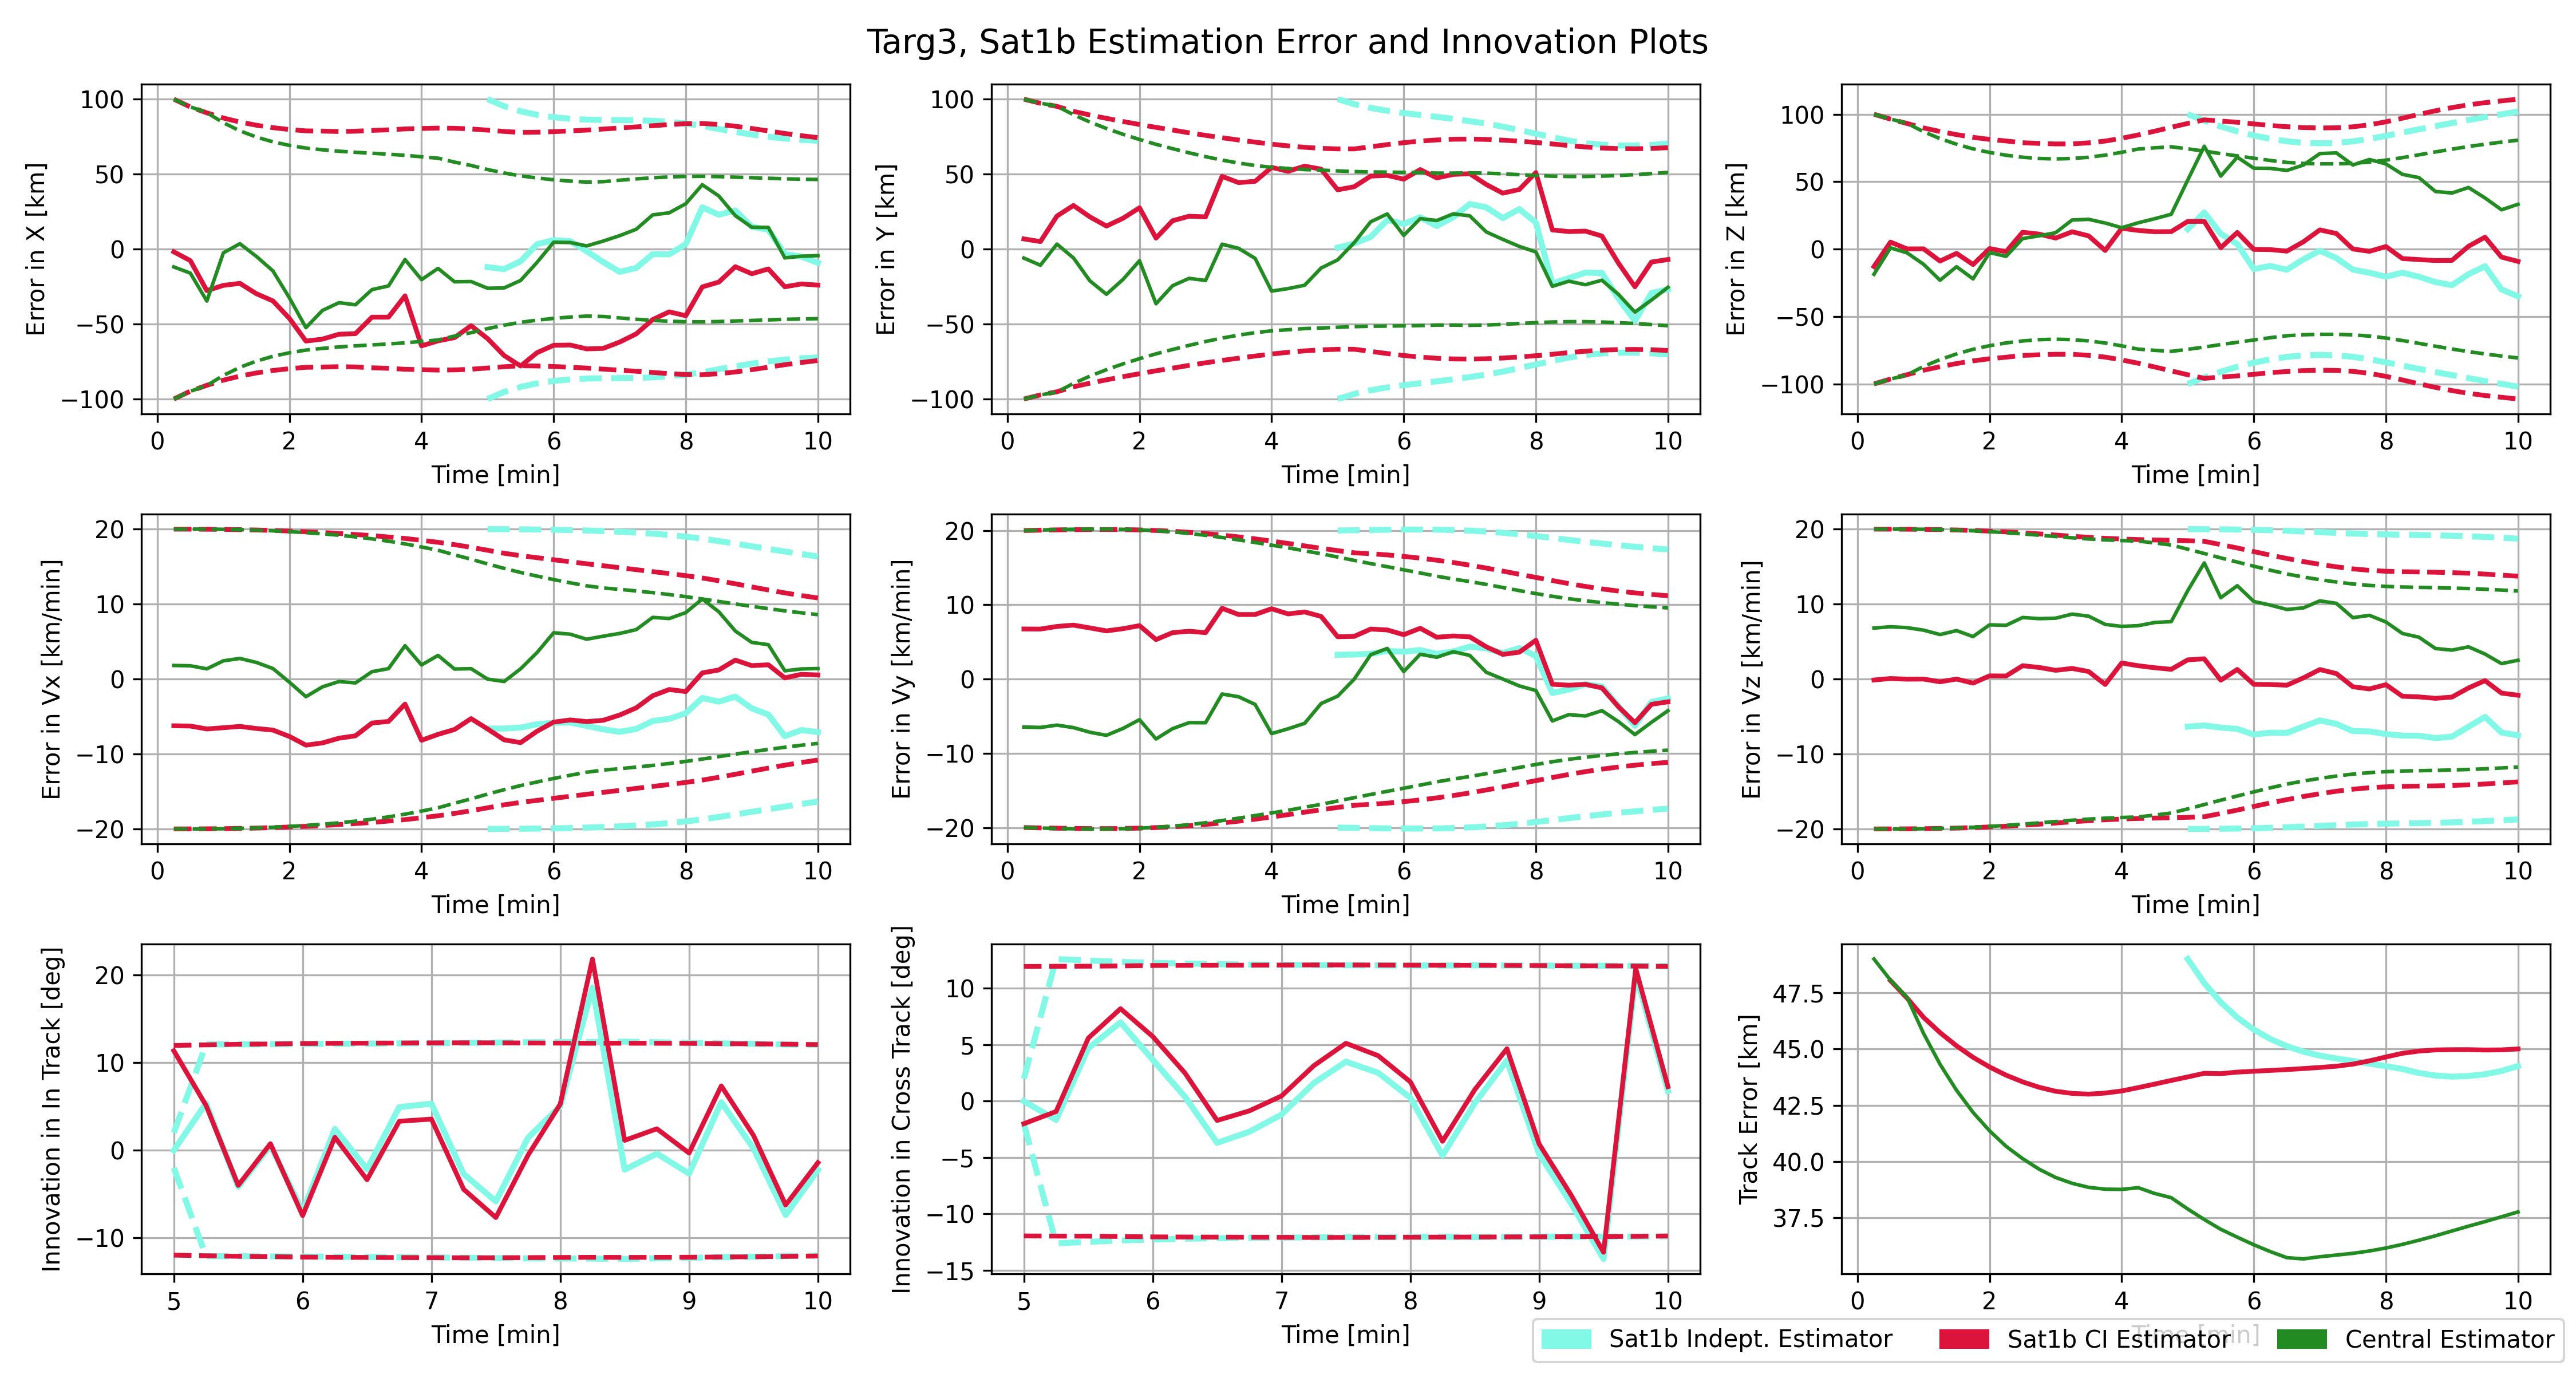 Targ3, Sat1b Estimation Error and Innovation Plots
Error in X [km]
100
50
0
−50
−100
0 2 4 6 8 10
Time [min]
Error in Y [km]
100
50
0
−50
−100
0 2 4 6 8 10
Time [min]
Error in Z [km]
100
50
0
−50
−100
0 2 4 6 8 10
Time [min]
Error in Vx [km/min]
20
10
0
−10
−20
0 2 4 6 8 10
Time [min]
Error in Vy [km/min]
20
10
0
−10
−20
0 2 4 6 8 10
Time [min]
Error in Vz [km/min]
20
10
0
−10
−20
0 2 4 6 8 10
Time [min]
Innovation in In Track [deg]
20
10
0
−10
5 6 7 8 9 10
Time [min]
Innovation in Cross Track [deg]
10
5
0
−5
−10
−15
5 6 7 8 9 10
Time [min]
Track Error [km]
47.5
45.0
42.5
40.0
37.5
0 2 4 6 8 10
Time [min]
Sat1b Indept. Estimator Sat1b CI Estimator Central Estimator